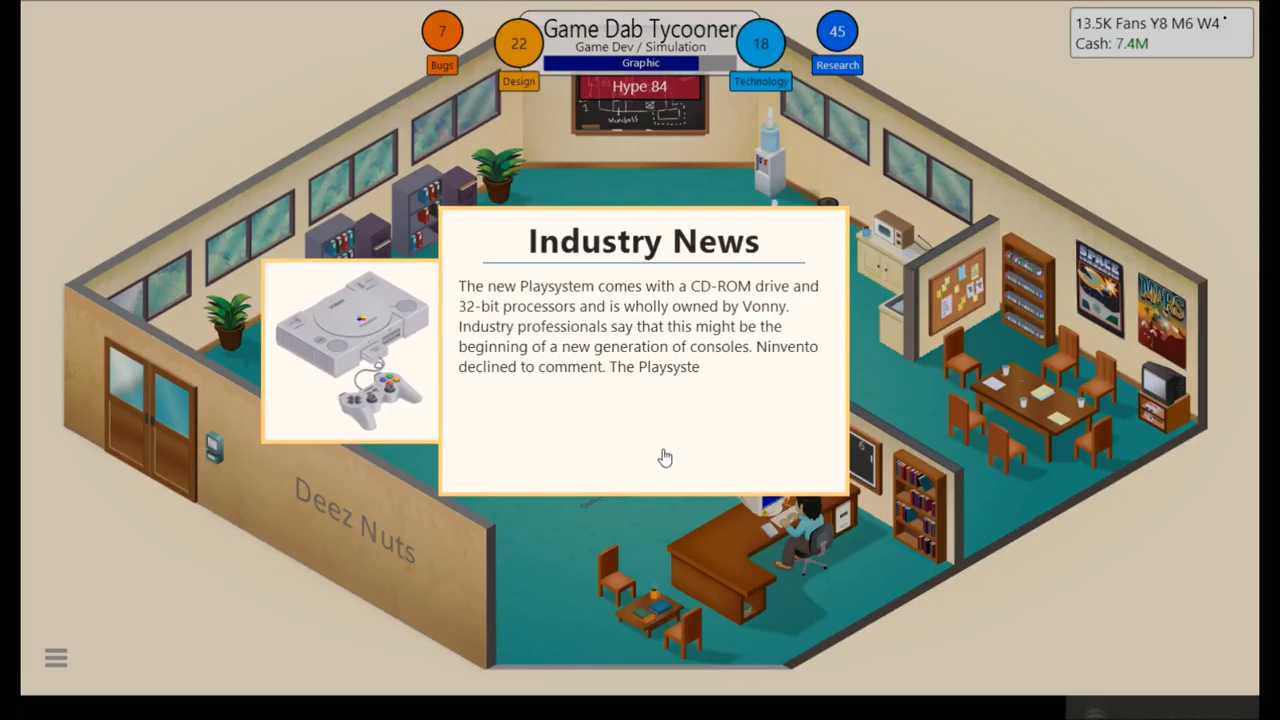 7
Bugs
22
Design
Game Dab Tycooner
Game Dev / Simulation
Graphic
Hype 84
18
Technology
45
Research
13.5K Fans Y8 M6 W4
Cash: 7.4M
Industry News
The new Playsystem comes with a CD-ROM drive and
32-bit processors and is wholly owned by Vonny.
Industry professionals say that this might be the
beginning of a new generation of consoles. Ninvento
declined to comment. The Playsyste
SPACE
6
Deez Nuts